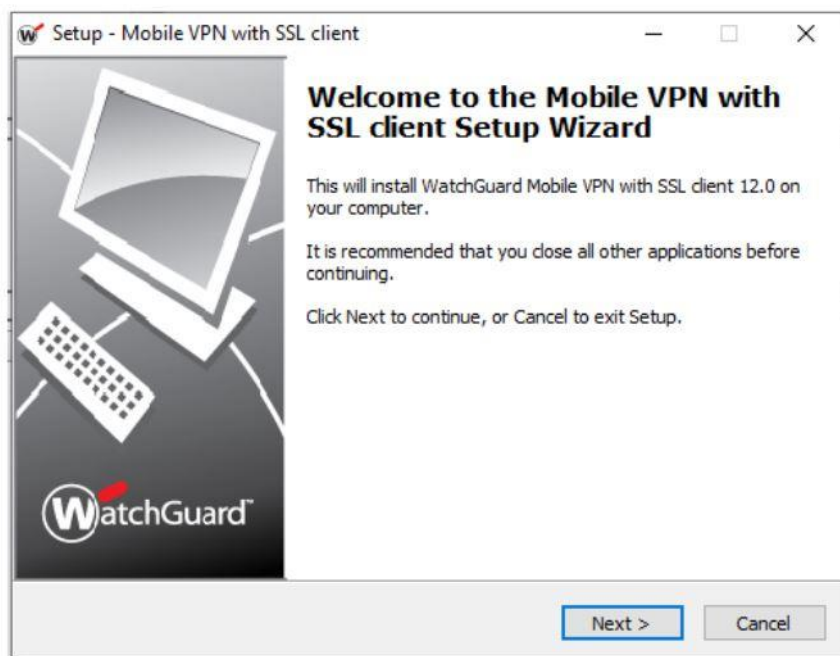 Setup - Mobile VPN with SSL client
Welcome to the Mobile VPN with
SSL client Setup Wizard
This will install WatchGuard Mobile VPN with SSL client 12.0 on
your computer.
It is recommended that you close all other applications before
continuing.
Click Next to continue, or Cancel to exit Setup.
WatchGuard™
Next >
Cancel